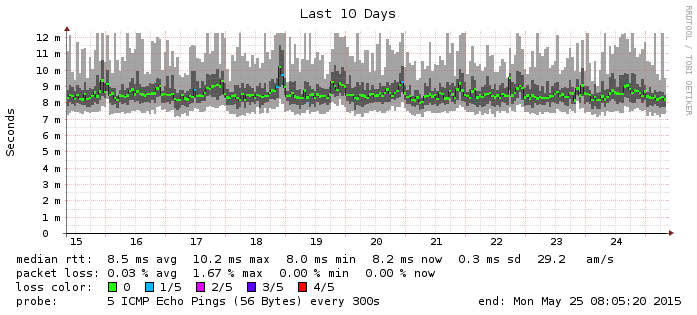 Last 10 Days
RRDTOOL / TOBI OETIKER
Seconds
12 m
11 m
10 m
9 m
8 m
7 m
6 m
5 m
4 m
3 m
2 m
1 m
0
15 16 17 18 19 20 21 22 23 24
median rtt: 8.5 ms avg 10.2 ms max 8.0 ms min 8.2 ms now 0.3 ms sd 29.2 am/s
packet loss: 0.03 % avg 1.67 % max 0.00 % min 0.00 % now
loss color: 0 1/5 2/5 3/5 4/5
probe: 5 ICMP Echo Pings (56 Bytes) every 300s end: Mon May 25 08:05:20 2015